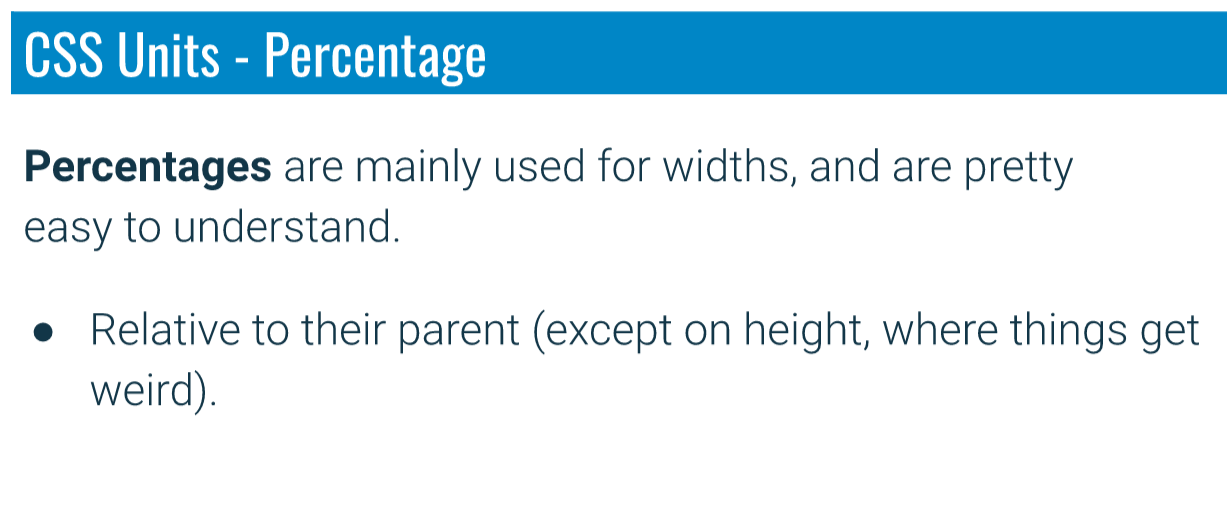 CSS Units - Percentage
Percentages are mainly used for widths, and are pretty
easy to understand.
● Relative to their parent (except on height, where things get
weird).